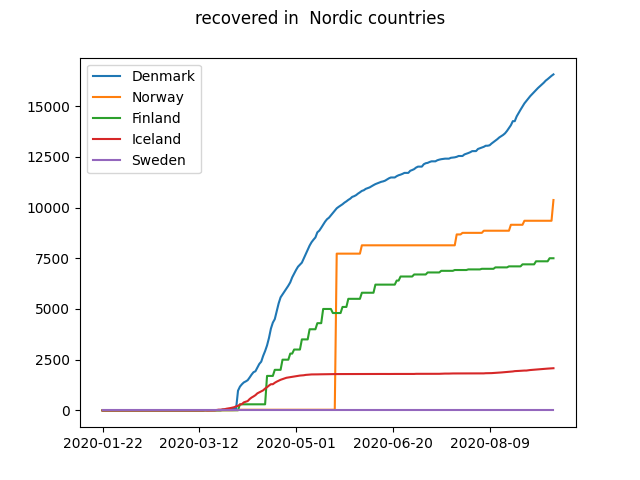 recovered in  Nordic countries
Denmark
Norway
Finland
Iceland
Sweden
15000
12500
10000
7500
5000
2500
0
2020-01-22 2020-03-12 2020-05-01 2020-06-20 2020-08-09